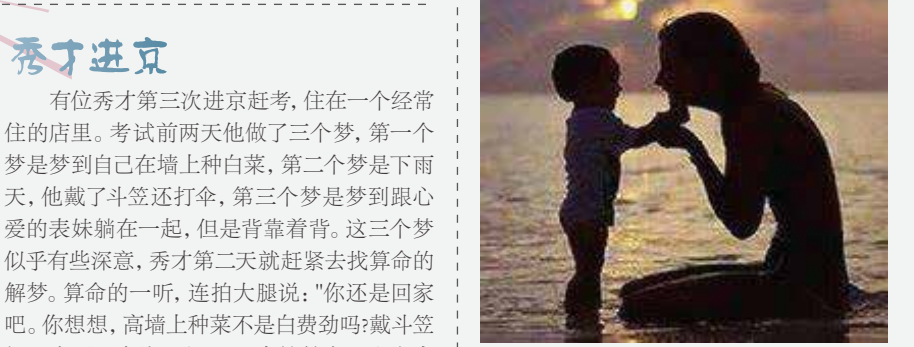 秀才进京
有位秀才第三次进京赶考, 住在一个经常
住的店里。考试前两天他做了三个梦, 第一个
梦是梦到自己在墙上种白菜, 第二个梦是下雨
天, 他戴了斗笠还打伞, 第三个梦是梦到跟心
爱的表妹躺在一起, 但是背靠着背。这三个梦
似乎有些深意, 秀才第二天就赶紧去找算命的
解梦。算命的一听, 连拍大腿说: "你还是回家
吧。你想想, 高墙上种菜不是白费劲吗?戴斗笠